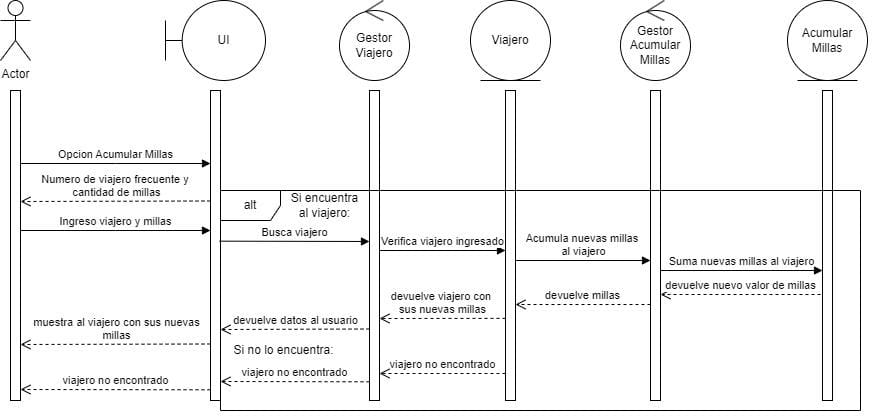 Actor
UI
Gestor
Viajero
Viajero
Gestor
Acumular
Millas
Acumular
Millas
Opcion Acumular Millas
Numero de viajero frecuente y
cantidad de millas
Ingreso viajero y millas
alt
Si encuentra
al viajero:
Busca viajero
Verifica viajero ingresado
Acumula nuevas millas
al viajero
Suma nuevas millas al viajero
devuelve nuevo valor de millas
devuelve millas
devuelve viajero con
sus nuevas millas
devuelve datos al usuario
muestra al viajero con sus nuevas
millas
Si no lo encuentra:
viajero no encontrado
viajero no encontrado
viajero no encontrado